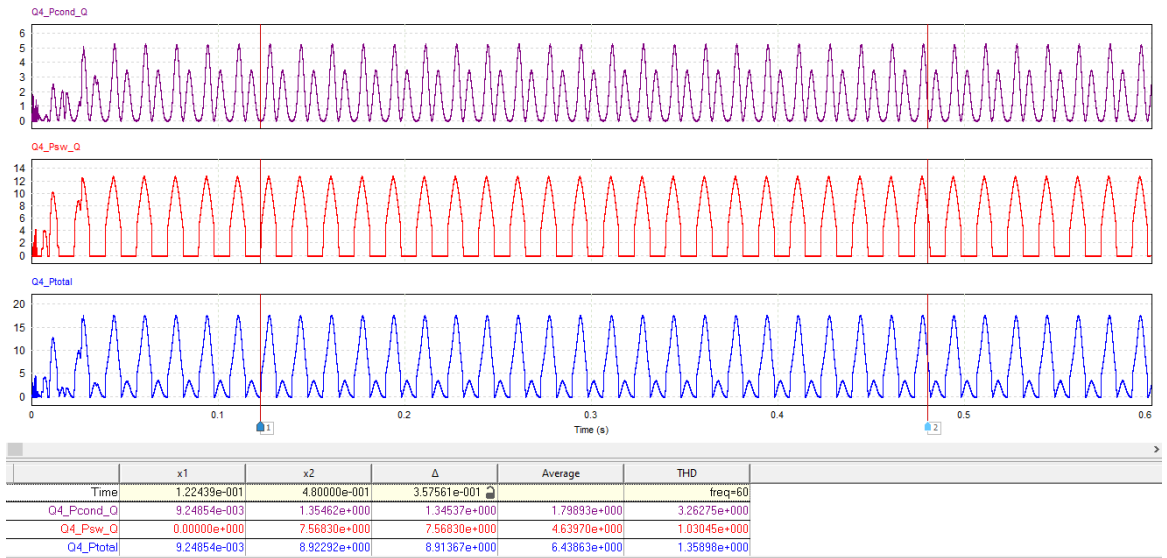 Q4_Pcond_Q
6
5
4
3
2
1
0
Q4_Psw_Q
14
12
10
8
6
4
2
0
Q4_Ptotal
20
15
10
5
0
0 0.1 0.2 0.3 0.4 0.5 0.6
Time (s)
1 2
x1 x2 Δ Average THD
Time 1.22439e-001 4.80000e-001 3.57561e-001 freq=60
Q4_Pcond_Q 9.24854e-003 1.35462e+000 1.34537e+000 1.79893e+000 3.26275e+000
Q4_Psw_Q 0.00000e+000 7.56830e+000 7.56830e+000 4.63970e+000 1.03045e+000
Q4_Ptotal 9.24854e-003 8.92292e+000 8.91367e+000 6.43863e+000 1.35898e+000